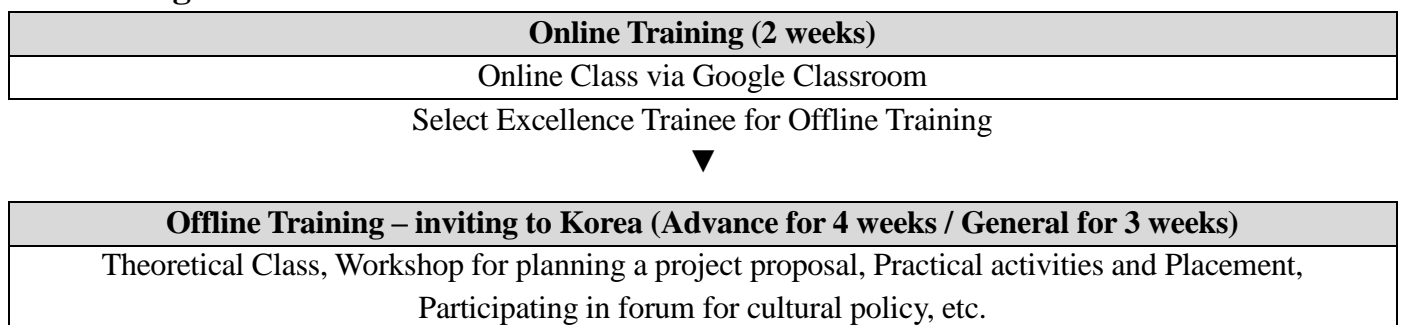 Online Training (2 weeks)
Online Class via Google Classroom
Select Excellence Trainee for Offline Training
▼
Offline Training – inviting to Korea (Advance for 4 weeks / General for 3 weeks)
Theoretical Class, Workshop for planning a project proposal, Practical activities and Placement,
Participating in forum for cultural policy, etc.